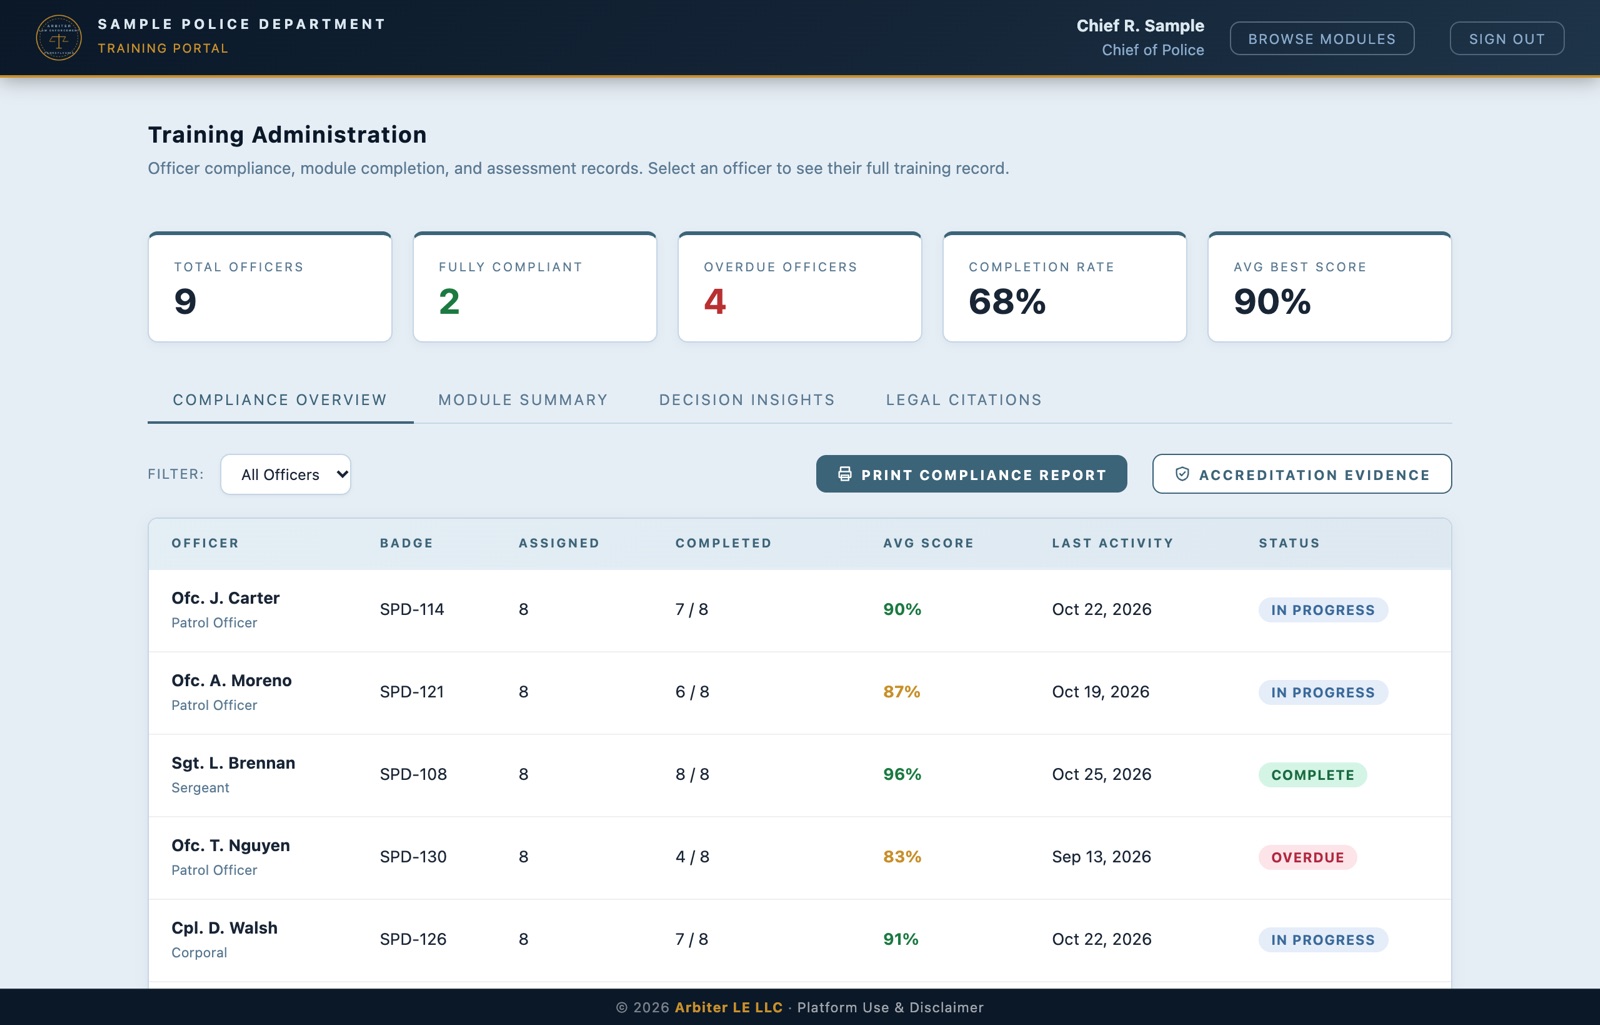 SAMPLE POLICE DEPARTMENT
TRAINING PORTAL
Chief R. Sample
Chief of Police
BROWSE MODULES
SIGN OUT
Training Administration
Officer compliance, module completion, and assessment records. Select an officer to see their full training record.
TOTAL OFFICERS
9
FULLY COMPLIANT
2
OVERDUE OFFICERS
4
COMPLETION RATE
68%
AVG BEST SCORE
90%
COMPLIANCE OVERVIEW MODULE SUMMARY DECISION INSIGHTS LEGAL CITATIONS
FILTER: All Officers PRINT COMPLIANCE REPORT ACCREDITATION EVIDENCE
OFFICER BADGE ASSIGNED COMPLETED AVG SCORE LAST ACTIVITY STATUS
Ofc. J. Carter
Patrol Officer
SPD-114 8 7 / 8 90% Oct 22, 2026 IN PROGRESS
Ofc. A. Moreno
Patrol Officer
SPD-121 8 6 / 8 87% Oct 19, 2026 IN PROGRESS
Sgt. L. Brennan
Sergeant
SPD-108 8 8 / 8 96% Oct 25, 2026 COMPLETE
Ofc. T. Nguyen
Patrol Officer
SPD-130 8 4 / 8 83% Sep 13, 2026 OVERDUE
Cpl. D. Walsh
Corporal
SPD-126 8 7 / 8 91% Oct 22, 2026 IN PROGRESS
© 2026 Arbiter LE LLC · Platform Use & Disclaimer